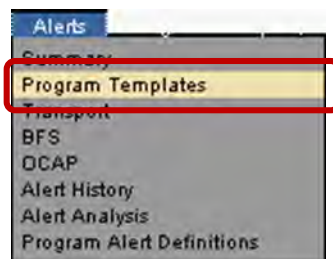 Alerts
Summary
Program Templates
Transport
BFS
OCAP
Alert History
Alert Analysis
Program Alert Definitions